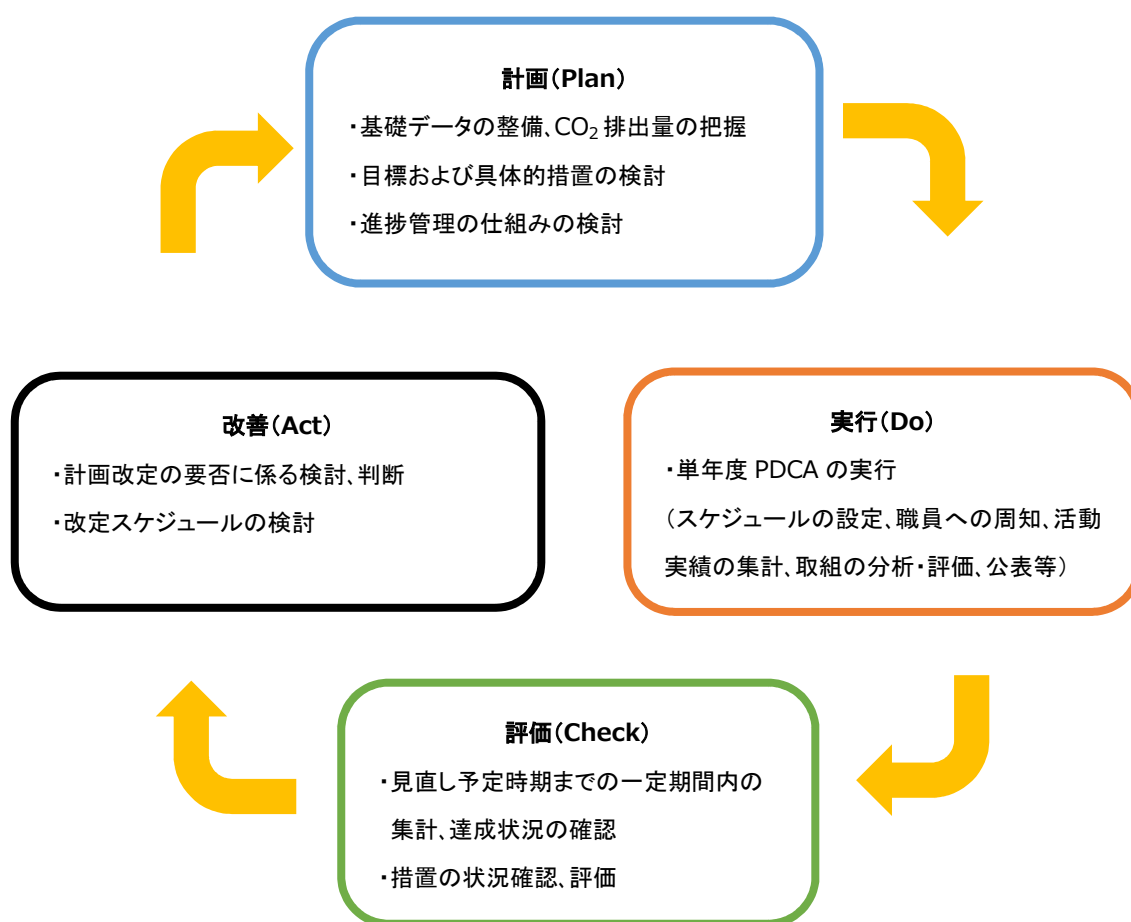 計画(Plan)
・基礎データの整備、CO₂排出量の把握
・目標および具体的措置の検討
・進捗管理の仕組みの検討
実行(Do)
・単年度 PDCA の実行
（スケジュールの設定、職員への周知、活動
実績の集計、取組の分析・評価、公表等）
評価(Check)
・見直し予定時期までの一定期間内の
集計、達成状況の確認
・措置の状況確認、評価
改善(Act)
・計画改定の要否に係る検討、判断
・改定スケジュールの検討